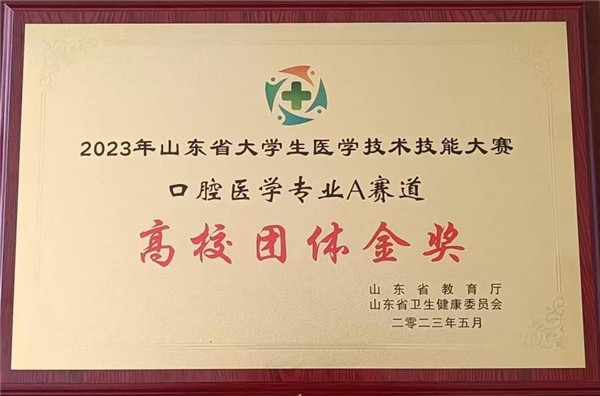 2023年山东省大学生医学技术技能大赛
口腔医学专业A赛道
高校团体金奖
山东省教育厅
山东省卫生健康委员会
二零二三年五月